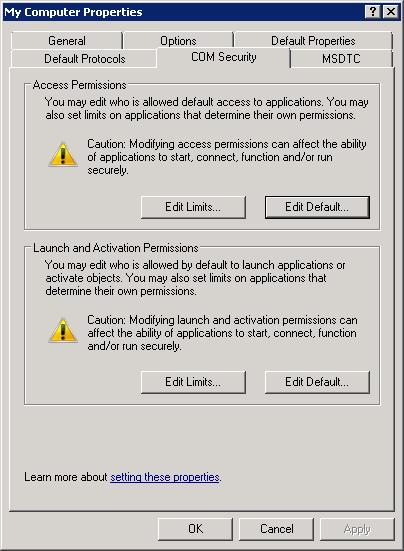 My Computer Properties
General Options Default Properties
Default Protocols COM Security MSDTC
Access Permissions
You may edit who is allowed default access to applications. You may
also set limits on applications that determine their own permissions.
Caution: Modifying access permissions can affect the ability
of applications to start, connect, function and/or run
securely.
Edit Limits... Edit Default...
Launch and Activation Permissions
You may edit who is allowed by default to launch applications or
activate objects. You may also set limits on applications that
determine their own permissions.
Caution: Modifying launch and activation permissions can
affect the ability of applications to start, connect, function
and/or run securely.
Edit Limits... Edit Default...
Learn more about setting these properties.
OK Cancel Apply